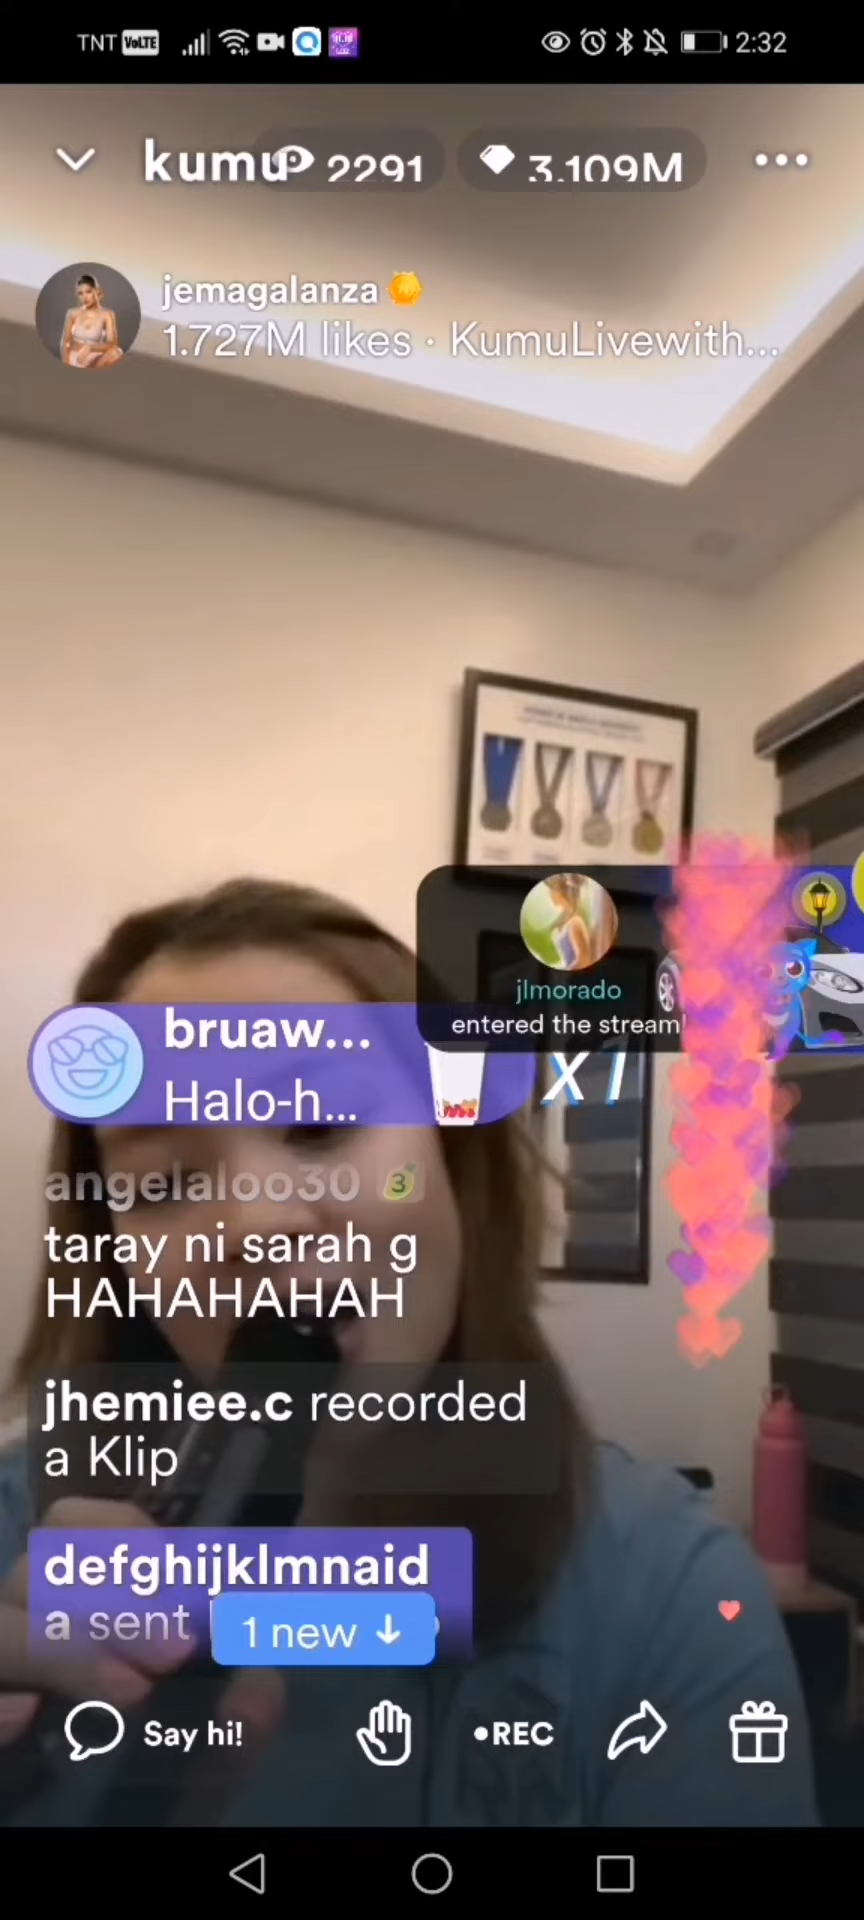 TNT VoLTE 2:32
kumu 2291 3.109M
jemagalanza
1.727M likes · KumuLivewith...
jlmorado
entered the stream!
bruaw...
Halo-h... x 1
angelaloo30 3
taray ni sarah g
HAHAHAHAH
jhemiee.c recorded
a Klip
defghijklmnaid
a sent
1 new
Say hi! •REC